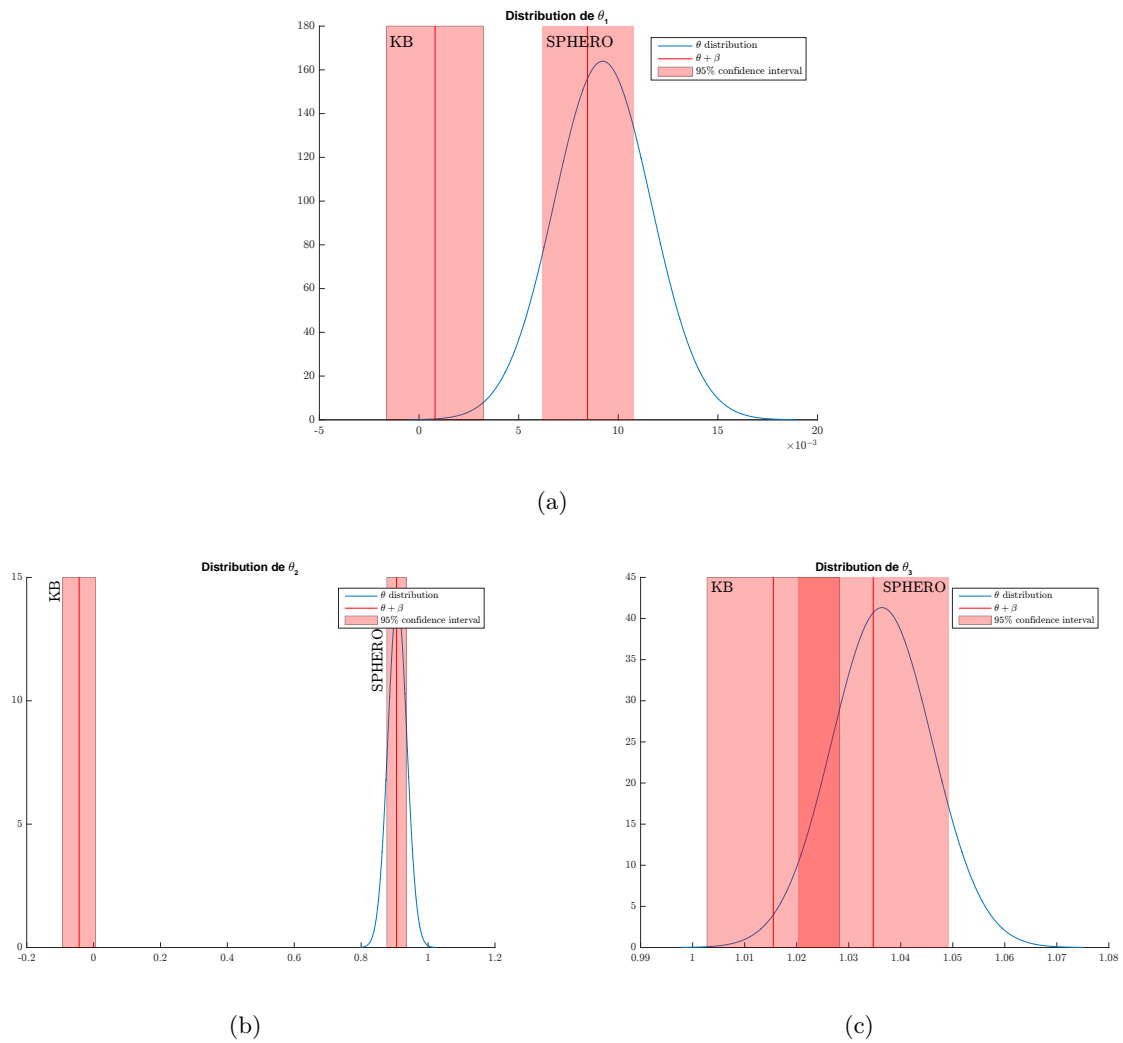 Distribution de θ₁
180
160
140
120
100
80
60
40
20
0
KB
SPHERO
θ distribution
θ + β
95% confidence interval
-5 0 5 10 15 20
×10⁻³
(a)
Distribution de θ₂
15
10
5
0
KB
SPHERO
θ distribution
θ + β
95% confidence interval
-0.2 0 0.2 0.4 0.6 0.8 1 1.2
(b)
Distribution de θ₃
45
40
35
30
25
20
15
10
5
0
KB
SPHERO
θ distribution
θ + β
95% confidence interval
0.99 1 1.01 1.02 1.03 1.04 1.05 1.06 1.07 1.08
(c)